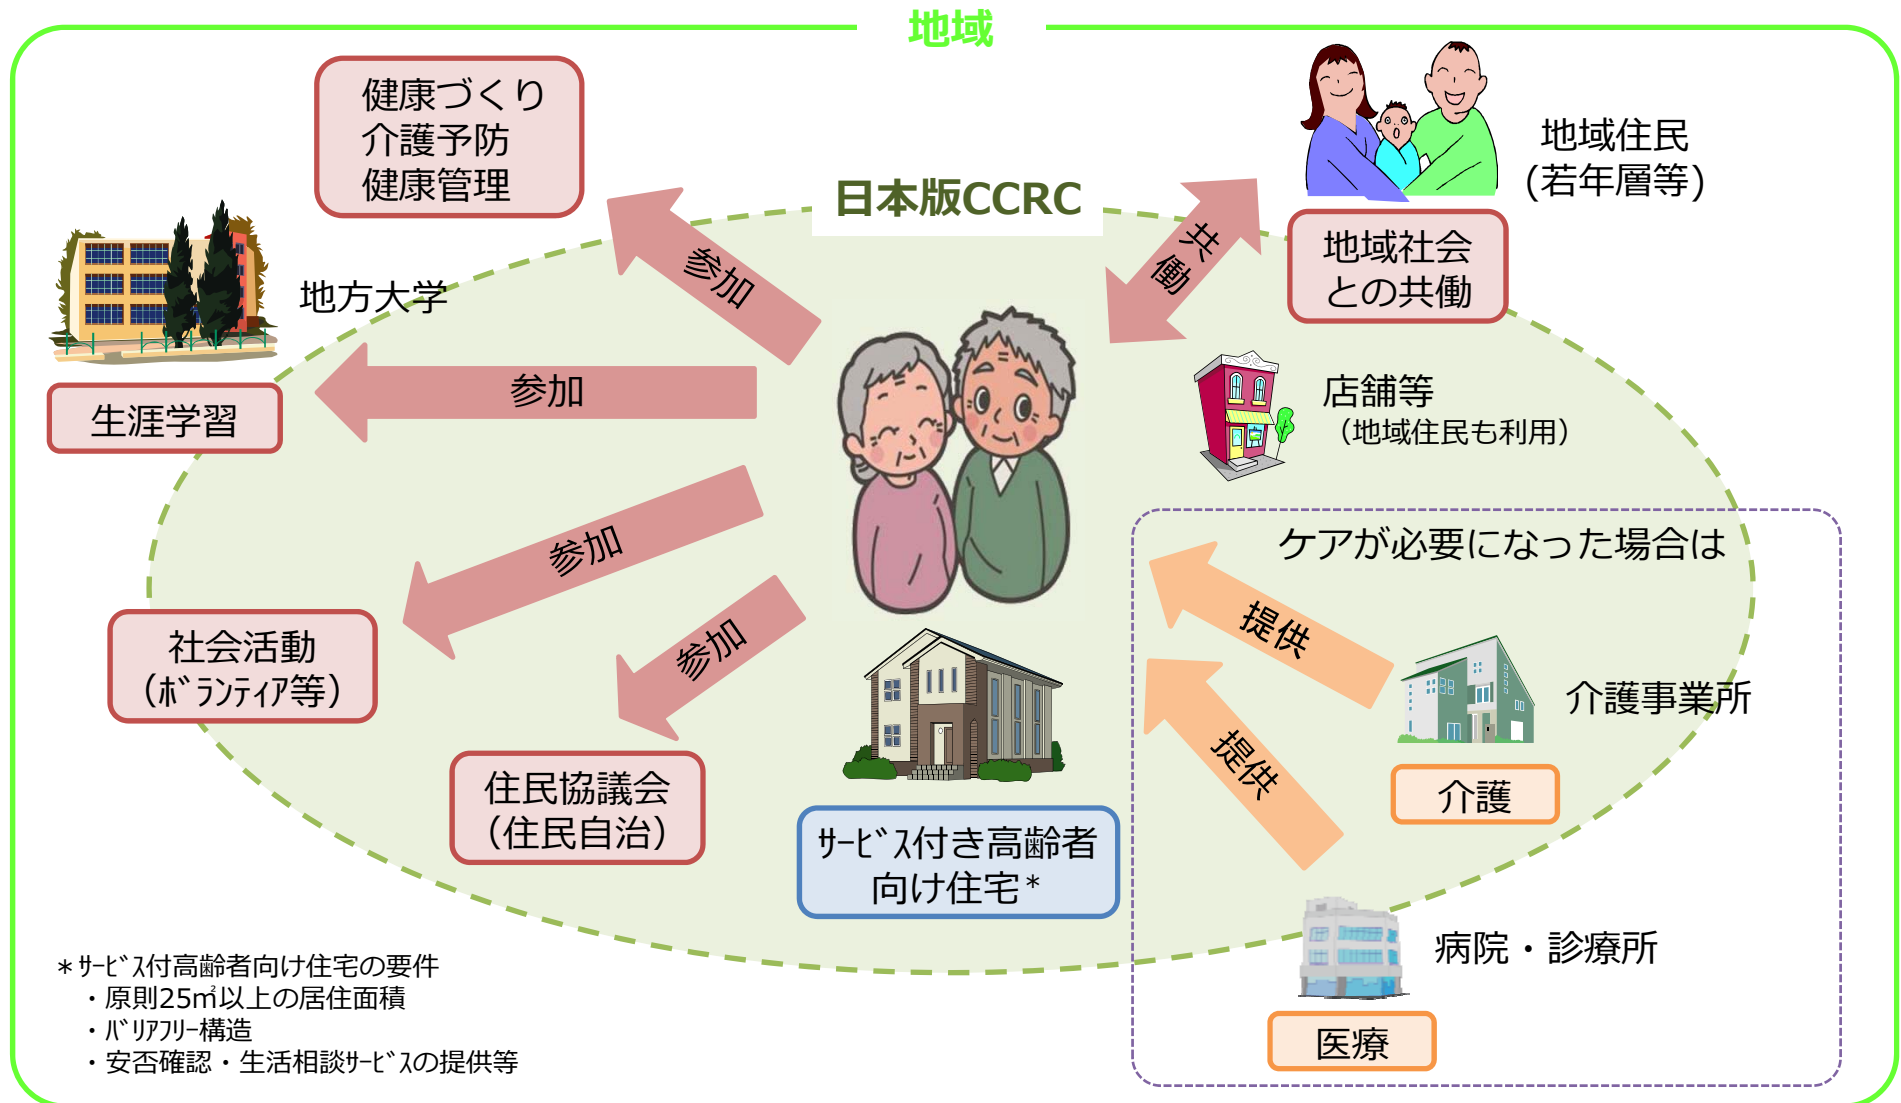 地域
健康づくり
介護予防
健康管理
地域住民
(若年層等)
日本版CCRC
共働
参加
地域社会
との共働
地方大学
参加
生涯学習
店舗等
（地域住民も利用）
参加
ケアが必要になった場合は
社会活動
（ﾎﾞﾗﾝﾃｨｱ等）
参加
提供
介護事業所
提供
介護
住民協議会
（住民自治）
ｻｰﾋﾞｽ付き高齢者
向け住宅*
病院・診療所
医療
＊ｻｰﾋﾞｽ付高齢者向け住宅の要件
・原則25㎡以上の居住面積
・ﾊﾞﾘｱﾌﾘｰ構造
・安否確認・生活相談ｻｰﾋﾞｽの提供等